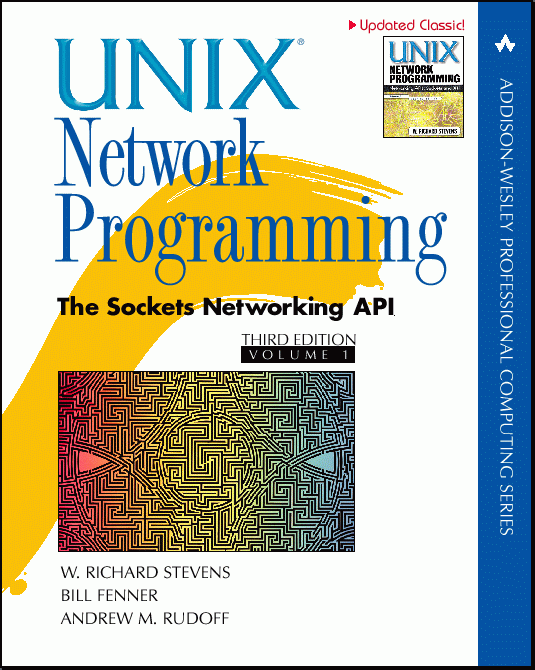 Updated Classic!
UNIX®
NETWORK
PROGRAMMING
W. RICHARD STEVENS
UNIX®
Network
Programming
The Sockets Networking API
THIRD EDITION
VOLUME 1
W. RICHARD STEVENS
BILL FENNER
ANDREW M. RUDOFF
ADDISON-WESLEY PROFESSIONAL COMPUTING SERIES